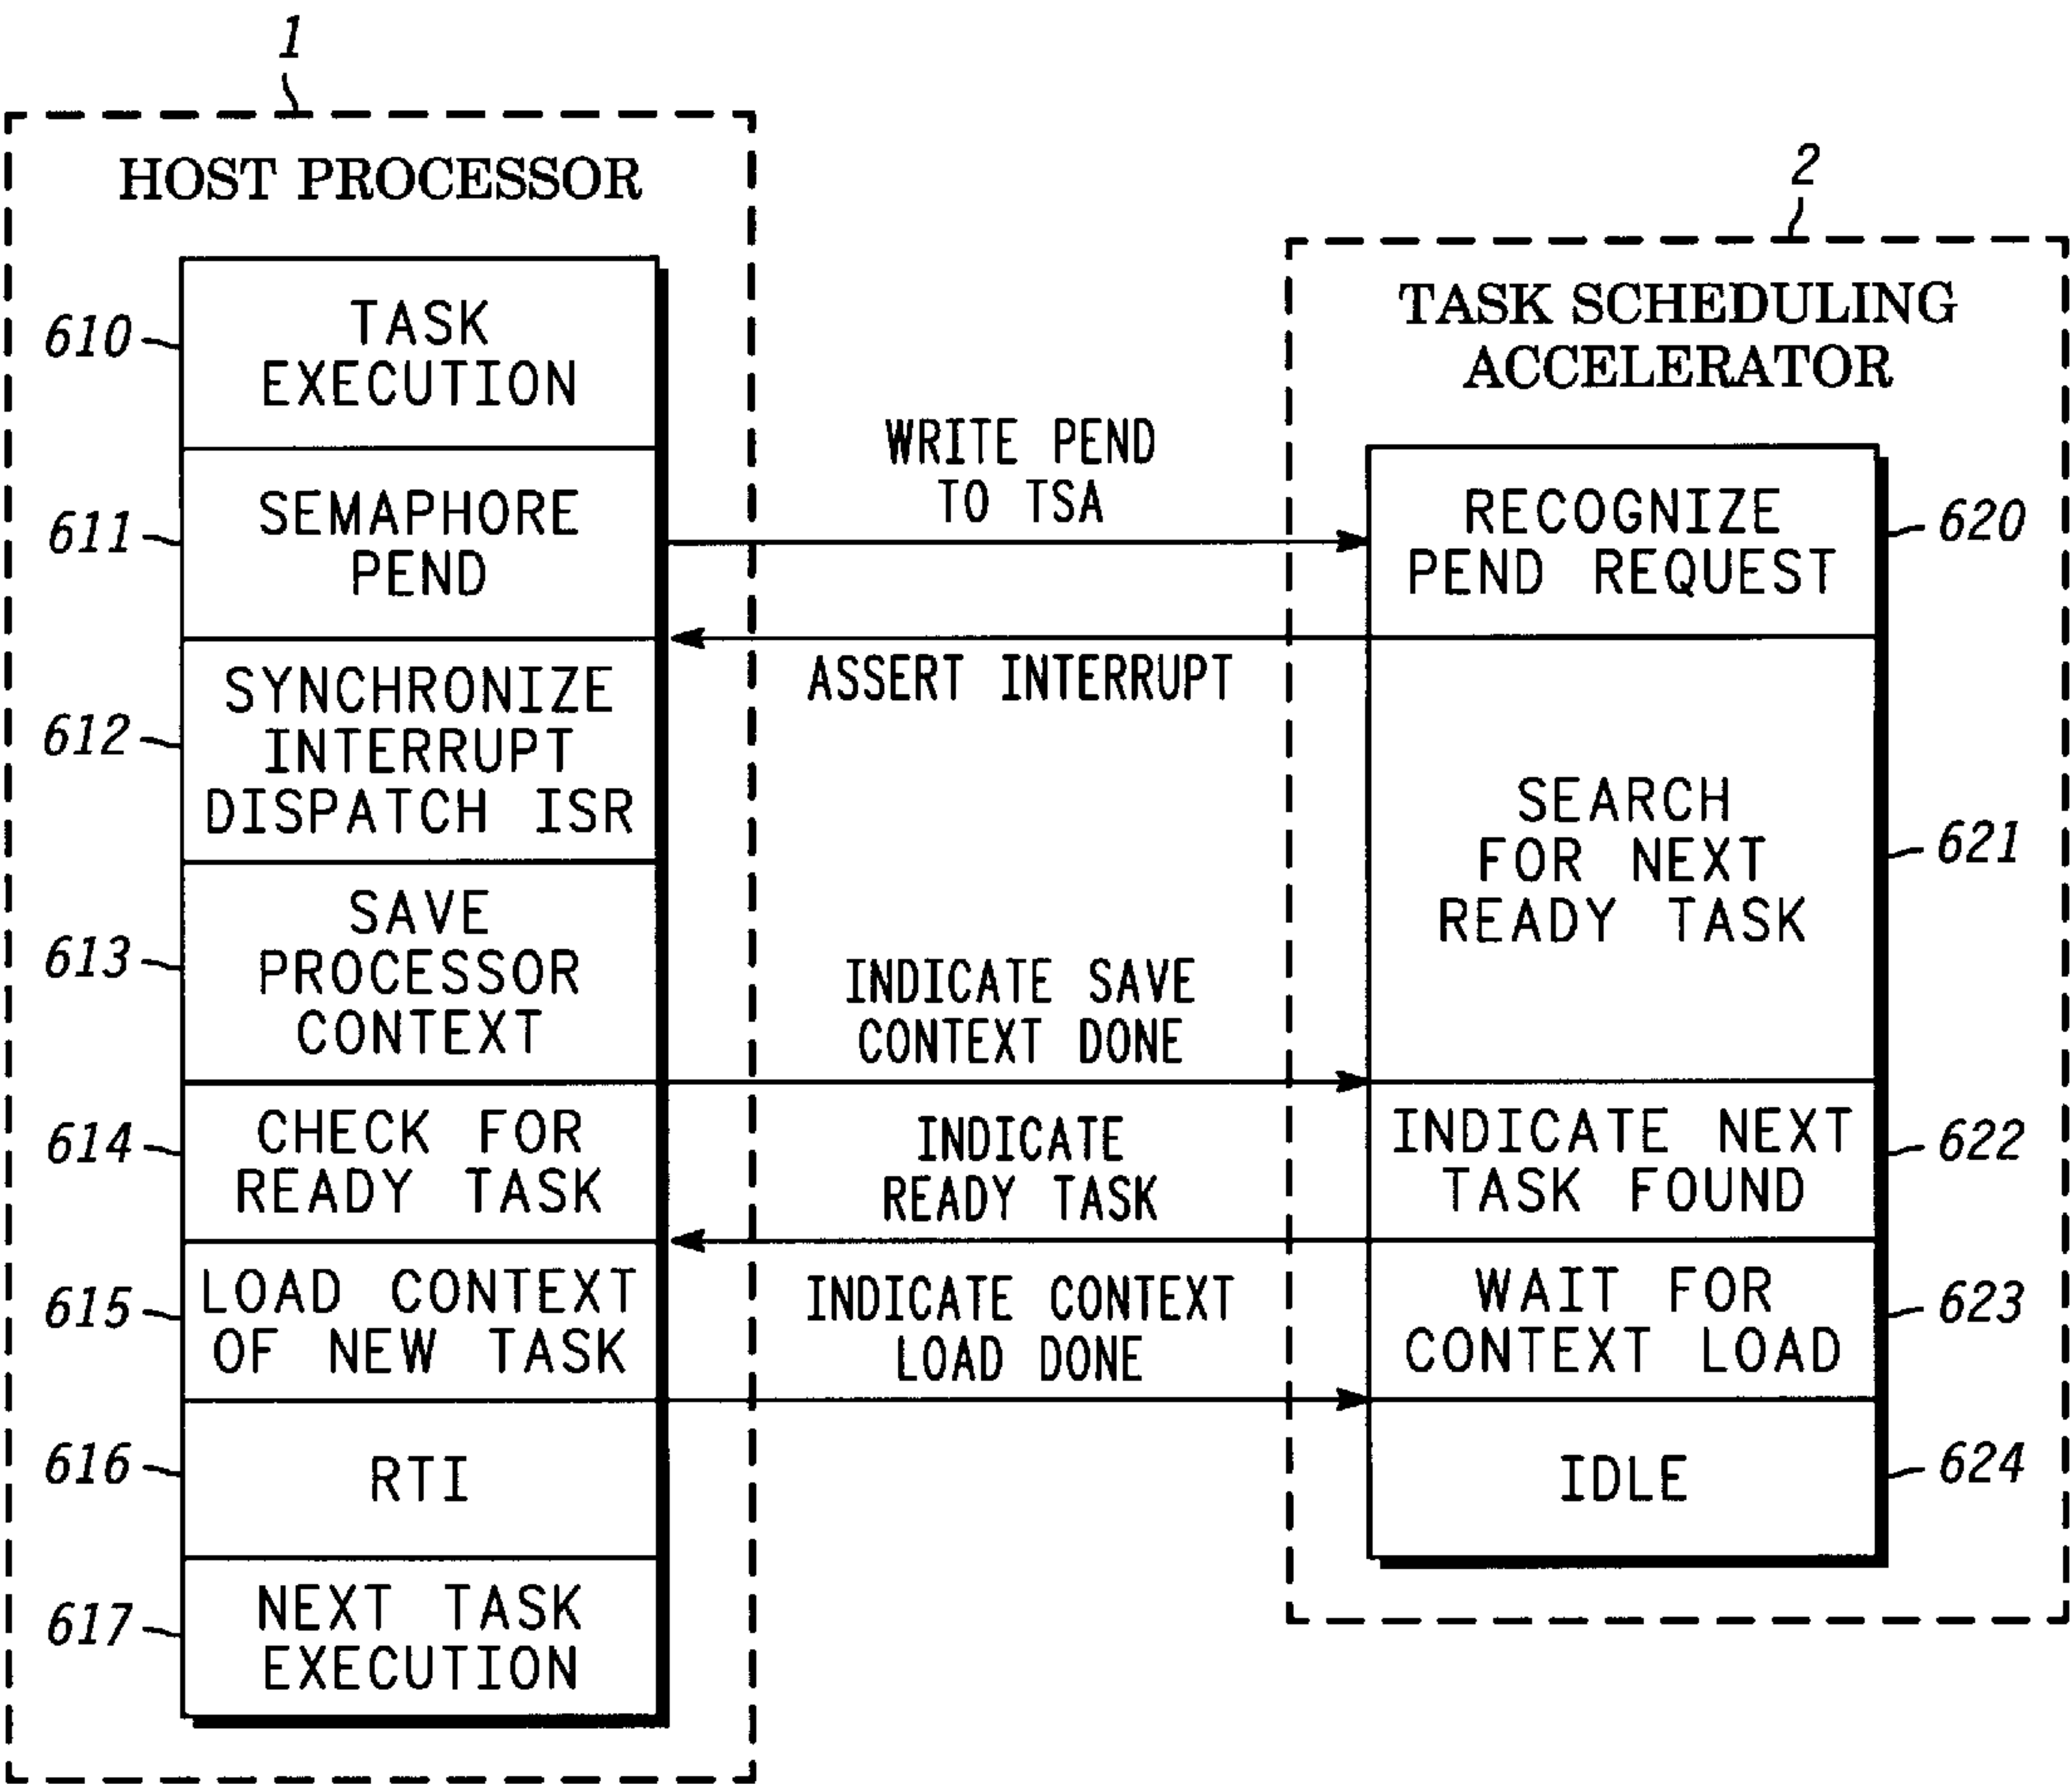 1
HOST PROCESSOR
610
TASK
EXECUTION
611
SEMAPHORE
PEND
612
SYNCHRONIZE
INTERRUPT
DISPATCH ISR
613
SAVE
PROCESSOR
CONTEXT
614
CHECK FOR
READY TASK
615
LOAD CONTEXT
OF NEW TASK
616
RTI
617
NEXT TASK
EXECUTION
WRITE PEND
TO TSA
ASSERT INTERRUPT
INDICATE SAVE
CONTEXT DONE
INDICATE
READY TASK
INDICATE CONTEXT
LOAD DONE
2
TASK SCHEDULING
ACCELERATOR
RECOGNIZE
PEND REQUEST
620
SEARCH
FOR NEXT
READY TASK
621
INDICATE NEXT
TASK FOUND
622
WAIT FOR
CONTEXT LOAD
623
IDLE
624